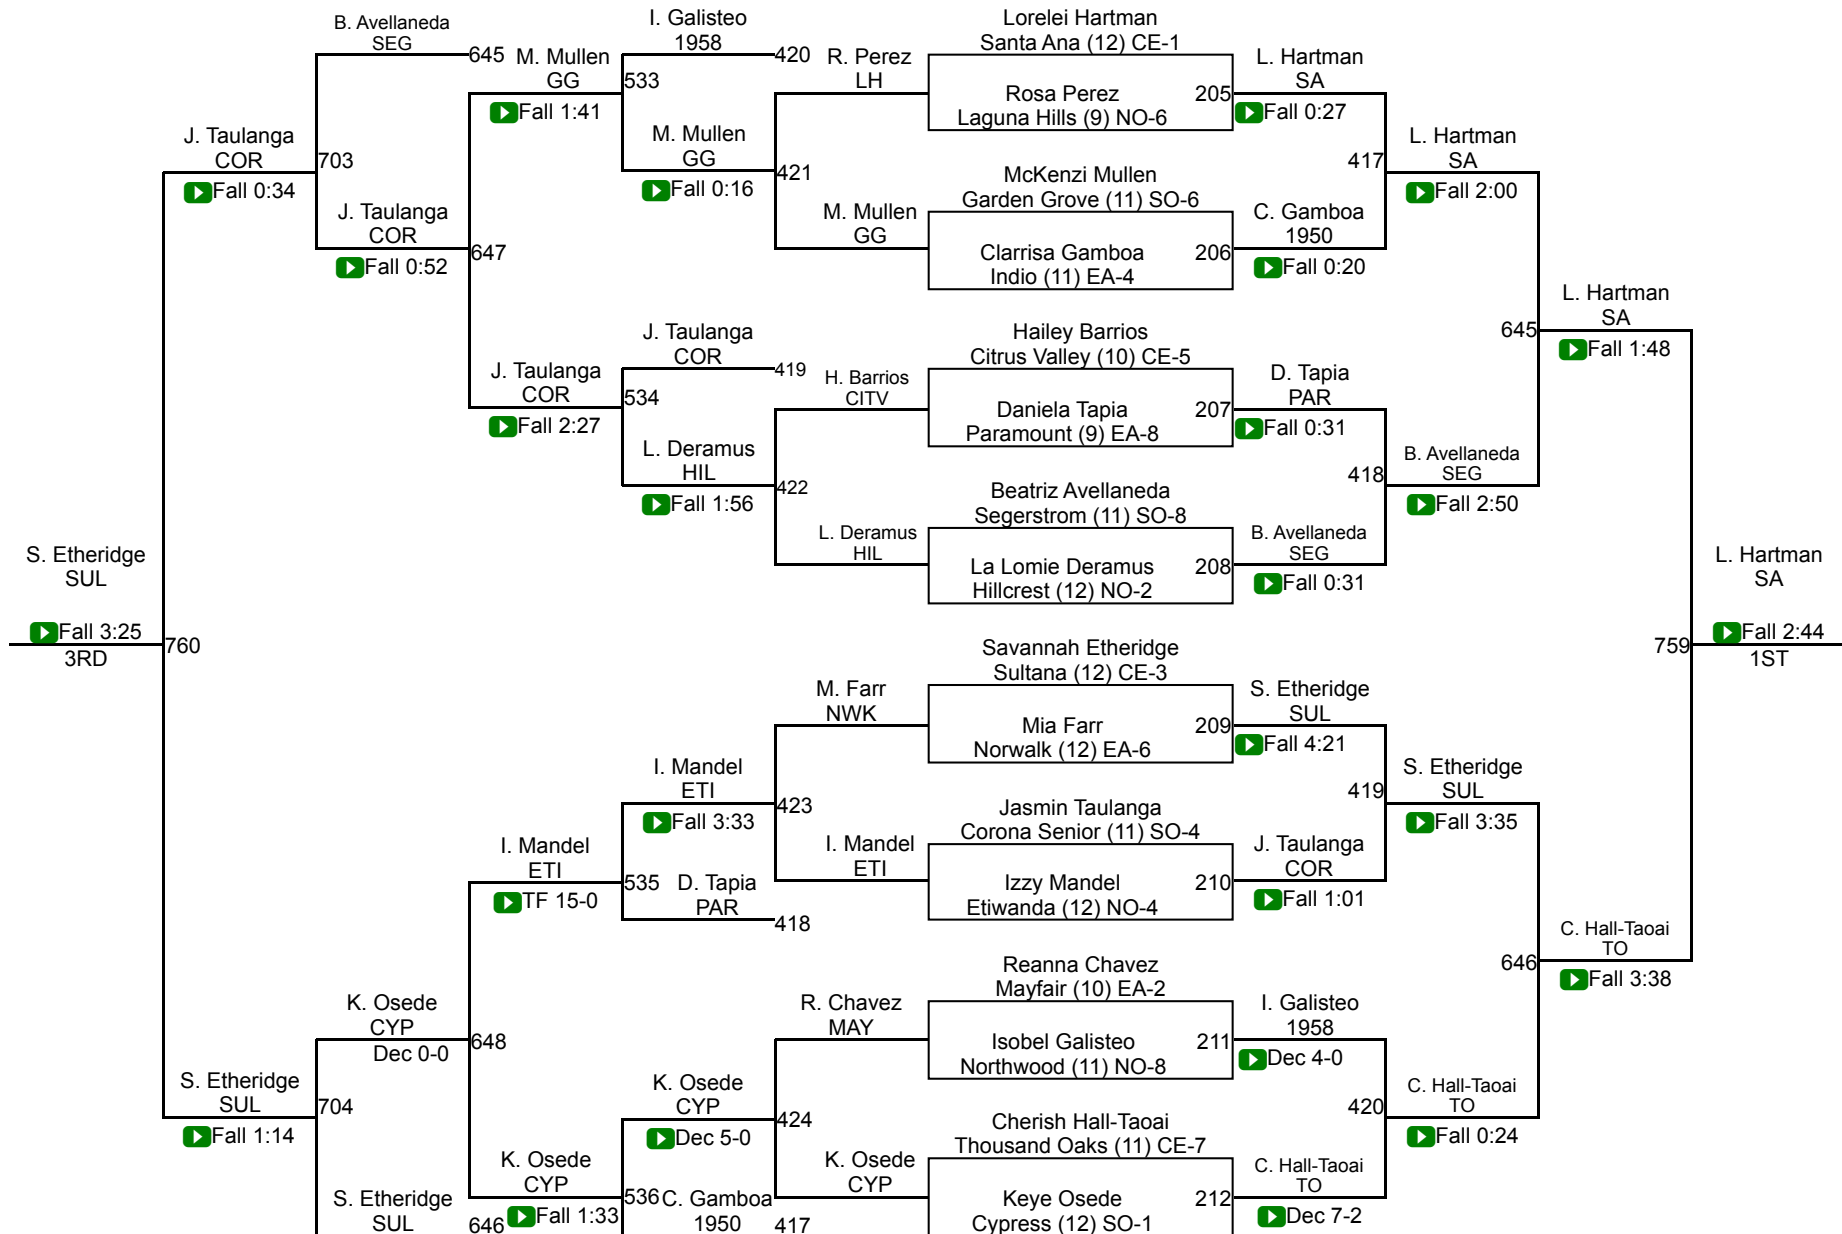 B. Avellaneda
SEG
645
J. Taulanga
COR
Fall 0:34
703
J. Taulanga
COR
Fall 0:52
M. Mullen
GG
Fall 1:41
647
J. Taulanga
COR
Fall 2:27
I. Galisteo
1958
420
533
M. Mullen
GG
Fall 0:16
J. Taulanga
COR
419
534
L. Deramus
HIL
Fall 1:56
R. Perez
LH
421
M. Mullen
GG
H. Barrios
CITV
422
L. Deramus
HIL
Lorelei Hartman
Santa Ana (12) CE-1
Rosa Perez
Laguna Hills (9) NO-6
205
McKenzi Mullen
Garden Grove (11) SO-6
Clarrisa Gamboa
Indio (11) EA-4
206
Hailey Barrios
Citrus Valley (10) CE-5
Daniela Tapia
Paramount (9) EA-8
207
Beatriz Avellaneda
Segerstrom (11) SO-8
La Lomie Deramus
Hillcrest (12) NO-2
208
L. Hartman
SA
Fall 0:27
417
C. Gamboa
1950
Fall 0:20
D. Tapia
PAR
Fall 0:31
418
B. Avellaneda
SEG
Fall 0:31
L. Hartman
SA
Fall 2:00
645
B. Avellaneda
SEG
Fall 2:50
L. Hartman
SA
Fall 1:48
S. Etheridge
SUL
Fall 3:25
3RD
760
759
L. Hartman
SA
Fall 2:44
1ST
S. Etheridge
SUL
Fall 1:14
K. Osede
CYP
Dec 0-0
704
S. Etheridge
SUL
646
I. Mandel
ETI
TF 15-0
648
K. Osede
CYP
Fall 1:33
I. Mandel
ETI
Fall 3:33
535
D. Tapia
PAR
418
K. Osede
CYP
Dec 5-0
536
C. Gamboa
1950
417
M. Farr
NWK
423
I. Mandel
ETI
R. Chavez
MAY
424
K. Osede
CYP
Savannah Etheridge
Sultana (12) CE-3
Mia Farr
Norwalk (12) EA-6
209
Jasmin Taulanga
Corona Senior (11) SO-4
Izzy Mandel
Etiwanda (12) NO-4
210
Reanna Chavez
Mayfair (10) EA-2
Isobel Galisteo
Northwood (11) NO-8
211
Cherish Hall-Taoai
Thousand Oaks (11) CE-7
Keye Osede
Cypress (12) SO-1
212
S. Etheridge
SUL
Fall 4:21
419
J. Taulanga
COR
Fall 1:01
I. Galisteo
1958
Dec 4-0
420
C. Hall-Taoai
TO
Dec 7-2
S. Etheridge
SUL
Fall 3:35
646
C. Hall-Taoai
TO
Fall 0:24
C. Hall-Taoai
TO
Fall 3:38